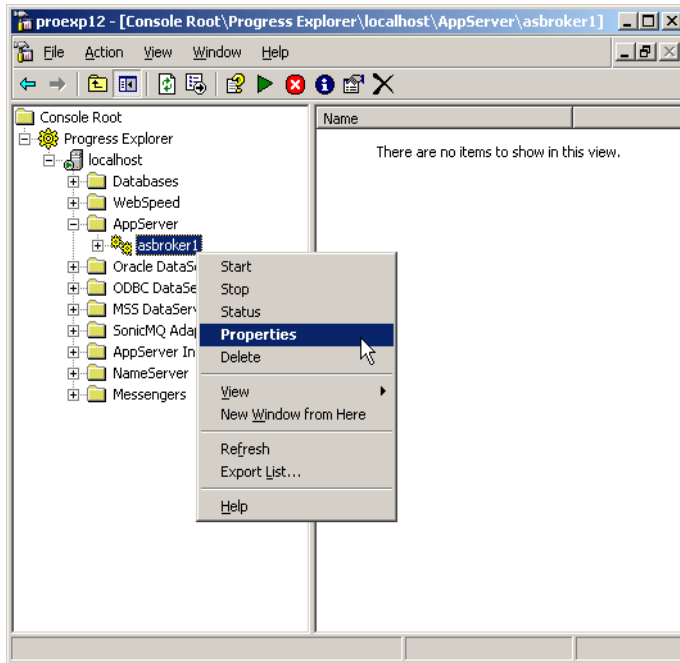 proexp12 - [Console Root\Progress Explorer\localhost\AppServer\asbroker1]
File Action View Window Help
Console Root
Progress Explorer
localhost
Databases
WebSpeed
AppServer
asbroker1
Oracle DataS
ODBC DataSe
MSS DataServ
SonicMQ Adap
AppServer In
NameServer
Messengers
Name
There are no items to show in this view.
Start
Stop
Status
Properties
Delete
View
New Window from Here
Refresh
Export List...
Help